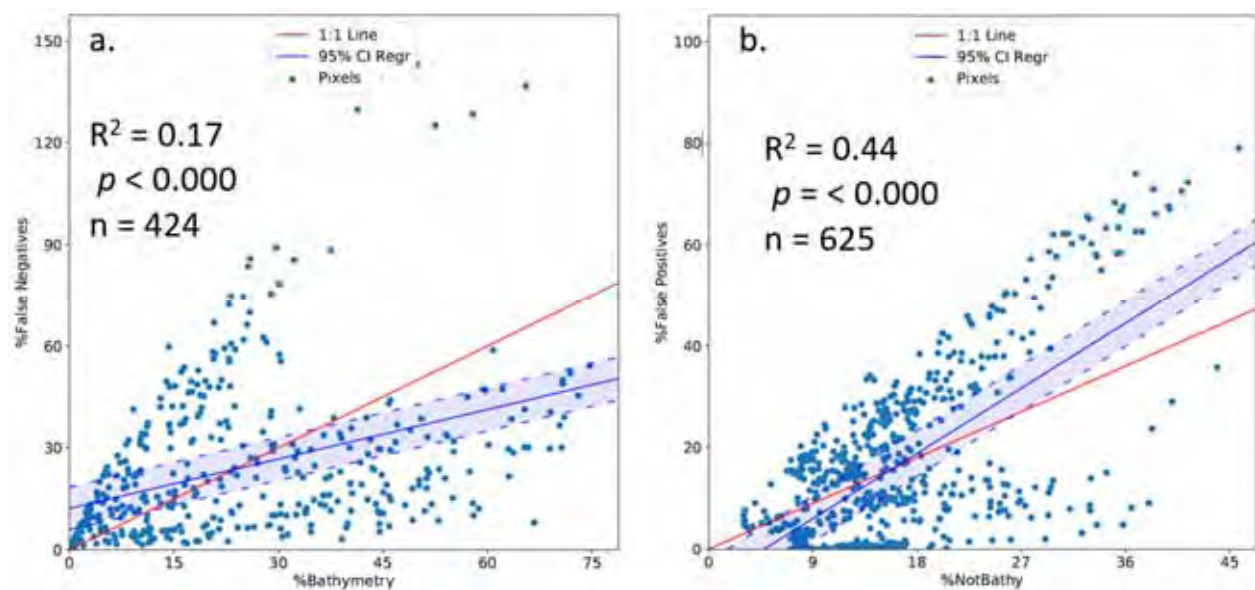 a.
1:1 Line
95% CI Regr
Pixels
R² = 0.17
p < 0.000
n = 424
%False Negatives
150
120
90
60
30
0
0 15 30 45 60 75
%Bathymetry
b.
1:1 Line
95% CI Regr
Pixels
R² = 0.44
p = < 0.000
n = 625
%False Positives
100
80
60
40
20
0
0 9 18 27 36 45
%NotBathy